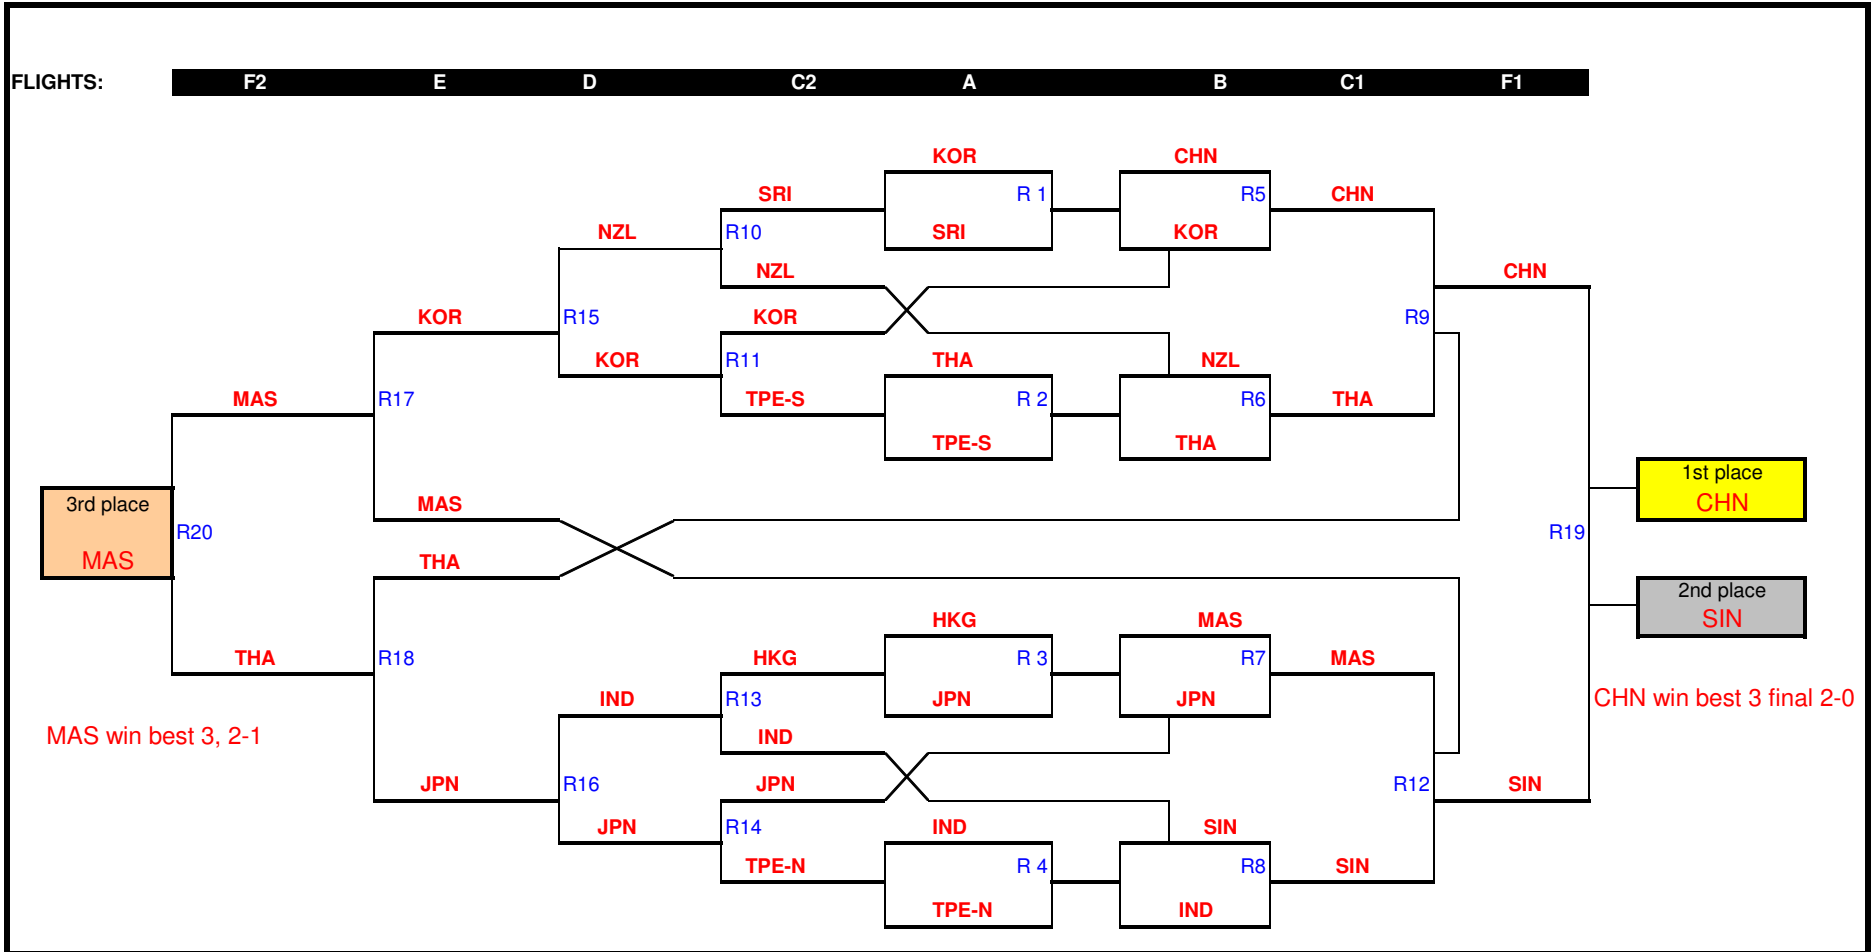 FLIGHTS: F2 E D C2 A B C1 F1
KOR CHN
SRI R 1 R5 CHN
NZL R10 SRI KOR
NZL CHN
KOR R15 KOR R9
KOR R11 THA NZL
MAS R17 TPE-S R 2 R6 THA
TPE-S THA
1st place
3rd place MAS CHN
R20 R19
MAS THA
2nd place
HKG MAS SIN
THA R18 HKG R 3 R7 MAS
IND R13 JPN JPN CHN win best 3 final 2-0
MAS win best 3, 2-1 IND
JPN R16 JPN R12 SIN
JPN R14 IND SIN
TPE-N R 4 R8 SIN
TPE-N IND